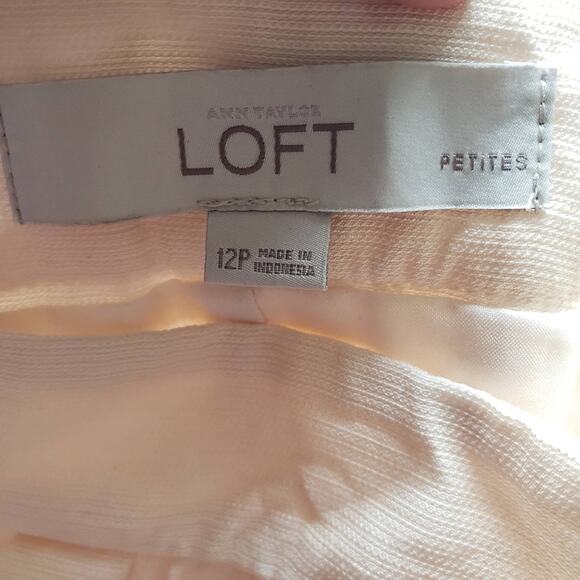 ANN TAYLOR
LOFT
PETITES
12P
MADE IN
INDONESIA